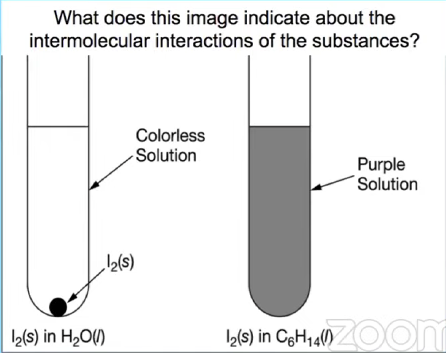 What does this image indicate about the
intermolecular interactions of the substances?
Colorless
Solution
Purple
Solution
I₂(s)
I₂(s) in H₂O(l)
I₂(s) in C₆H₁₄(l)
zoom